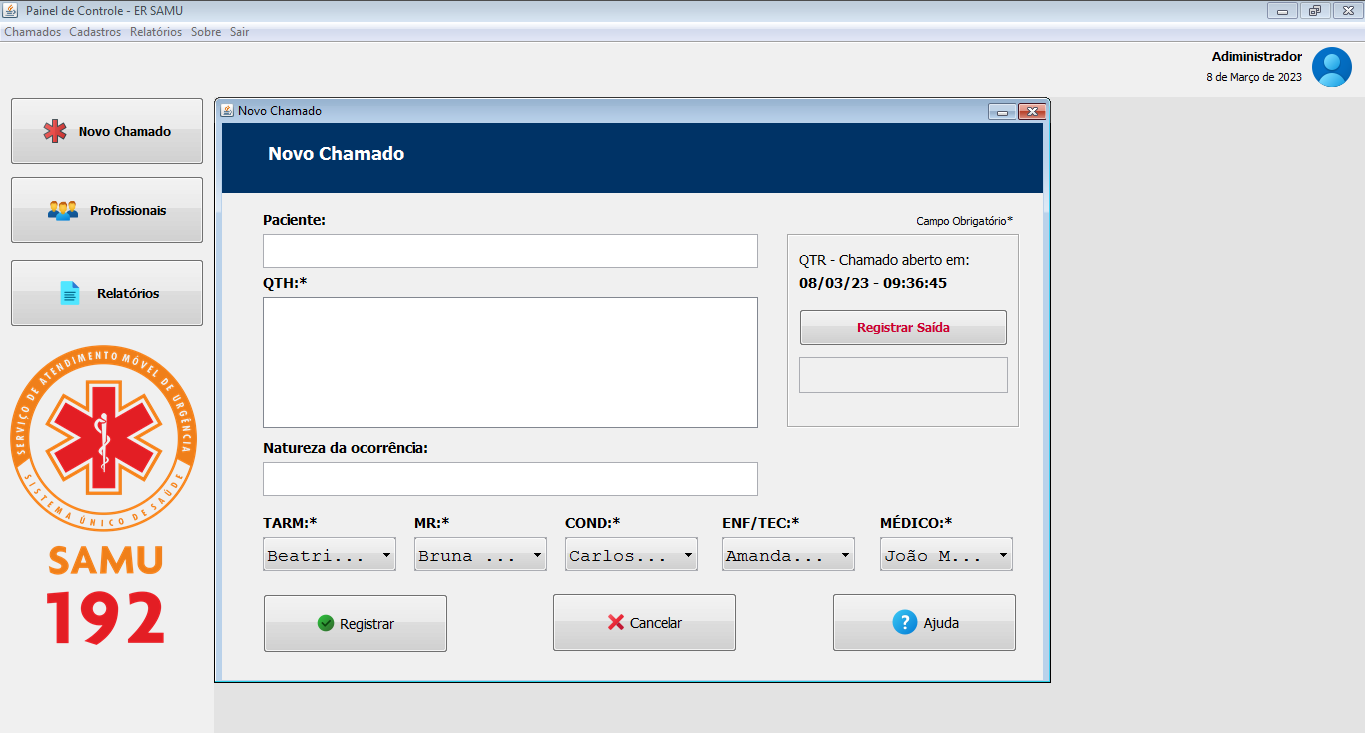 Painel de Controle - ER SAMU
Chamados Cadastros Relatórios Sobre Sair
Adiministrador
8 de Março de 2023
Novo Chamado
Profissionais
Relatórios
SERVIÇO DE ATENDIMENTO MÓVEL DE URGÊNCIA
SISTEMA ÚNICO DE SAÚDE
SAMU
192
Novo Chamado
Novo Chamado
Paciente:
Campo Obrigatório*
QTR - Chamado aberto em:
08/03/23 - 09:36:45
QTH:*
Registrar Saída
Natureza da ocorrência:
TARM:* MR:* COND:* ENF/TEC:* MÉDICO:*
Beatri... Bruna ... Carlos... Amanda... João M...
Registrar Cancelar ? Ajuda